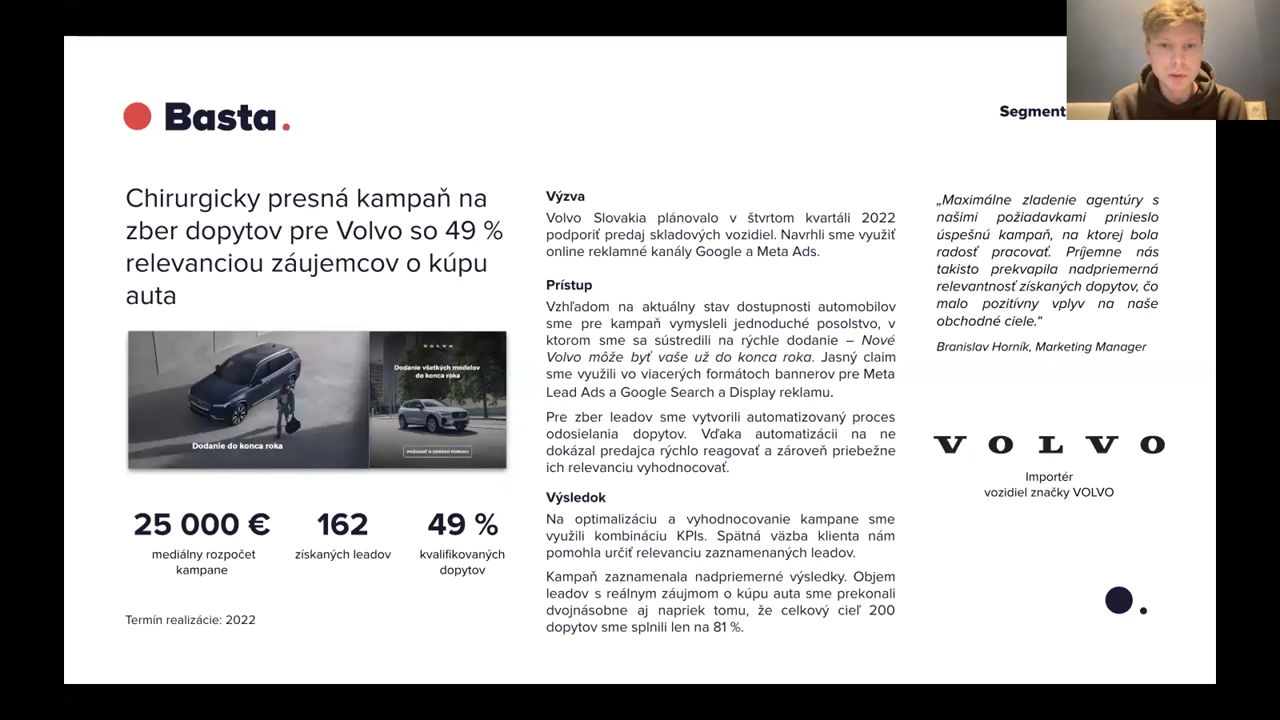 Basta.
Segment
Chirurgicky presná kampaň na
zber dopytov pre Volvo so 49 %
relevanciou záujemcov o kúpu
auta
Dodanie do konca roka
VOLVO
Dodanie všetkých modelov
do konca roka
POŽIADAŤ O CENOVÚ PONUKU
25 000 €
mediálny rozpočet
kampane
162
získaných leadov
49 %
kvalifikovaných
dopytov
Termín realizácie: 2022
Výzva
Volvo Slovakia plánovalo v štvrtom kvartáli 2022
podporiť predaj skladových vozidiel. Navrhli sme využiť
online reklamné kanály Google a Meta Ads.
Prístup
Vzhľadom na aktuálny stav dostupnosti automobilov
sme pre kampaň vymysleli jednoduché posolstvo, v
ktorom sme sa sústredili na rýchle dodanie – Nové
Volvo môže byť vaše už do konca roka. Jasný claim
sme využili vo viacerých formátoch bannerov pre Meta
Lead Ads a Google Search a Display reklamu.
Pre zber leadov sme vytvorili automatizovaný proces
odosielania dopytov. Vďaka automatizácii na ne
dokázal predajca rýchlo reagovať a zároveň priebežne
ich relevanciu vyhodnocovať.
Výsledok
Na optimalizáciu a vyhodnocovanie kampane sme
využili kombináciu KPIs. Spätná väzba klienta nám
pomohla určiť relevanciu zaznamenaných leadov.
Kampaň zaznamenala nadpriemerné výsledky. Objem
leadov s reálnym záujmom o kúpu auta sme prekonali
dvojnásobne aj napriek tomu, že celkový cieľ 200
dopytov sme splnili len na 81 %.
„Maximálne zladenie agentúry s
našimi požiadavkami prinieslo
úspešnú kampaň, na ktorej bola
radosť pracovať. Príjemne nás
takisto prekvapila nadpriemerná
relevantnosť získaných dopytov, čo
malo pozitívny vplyv na naše
obchodné ciele.“
Branislav Horník, Marketing Manager
VOLVO
Importér
vozidiel značky VOLVO